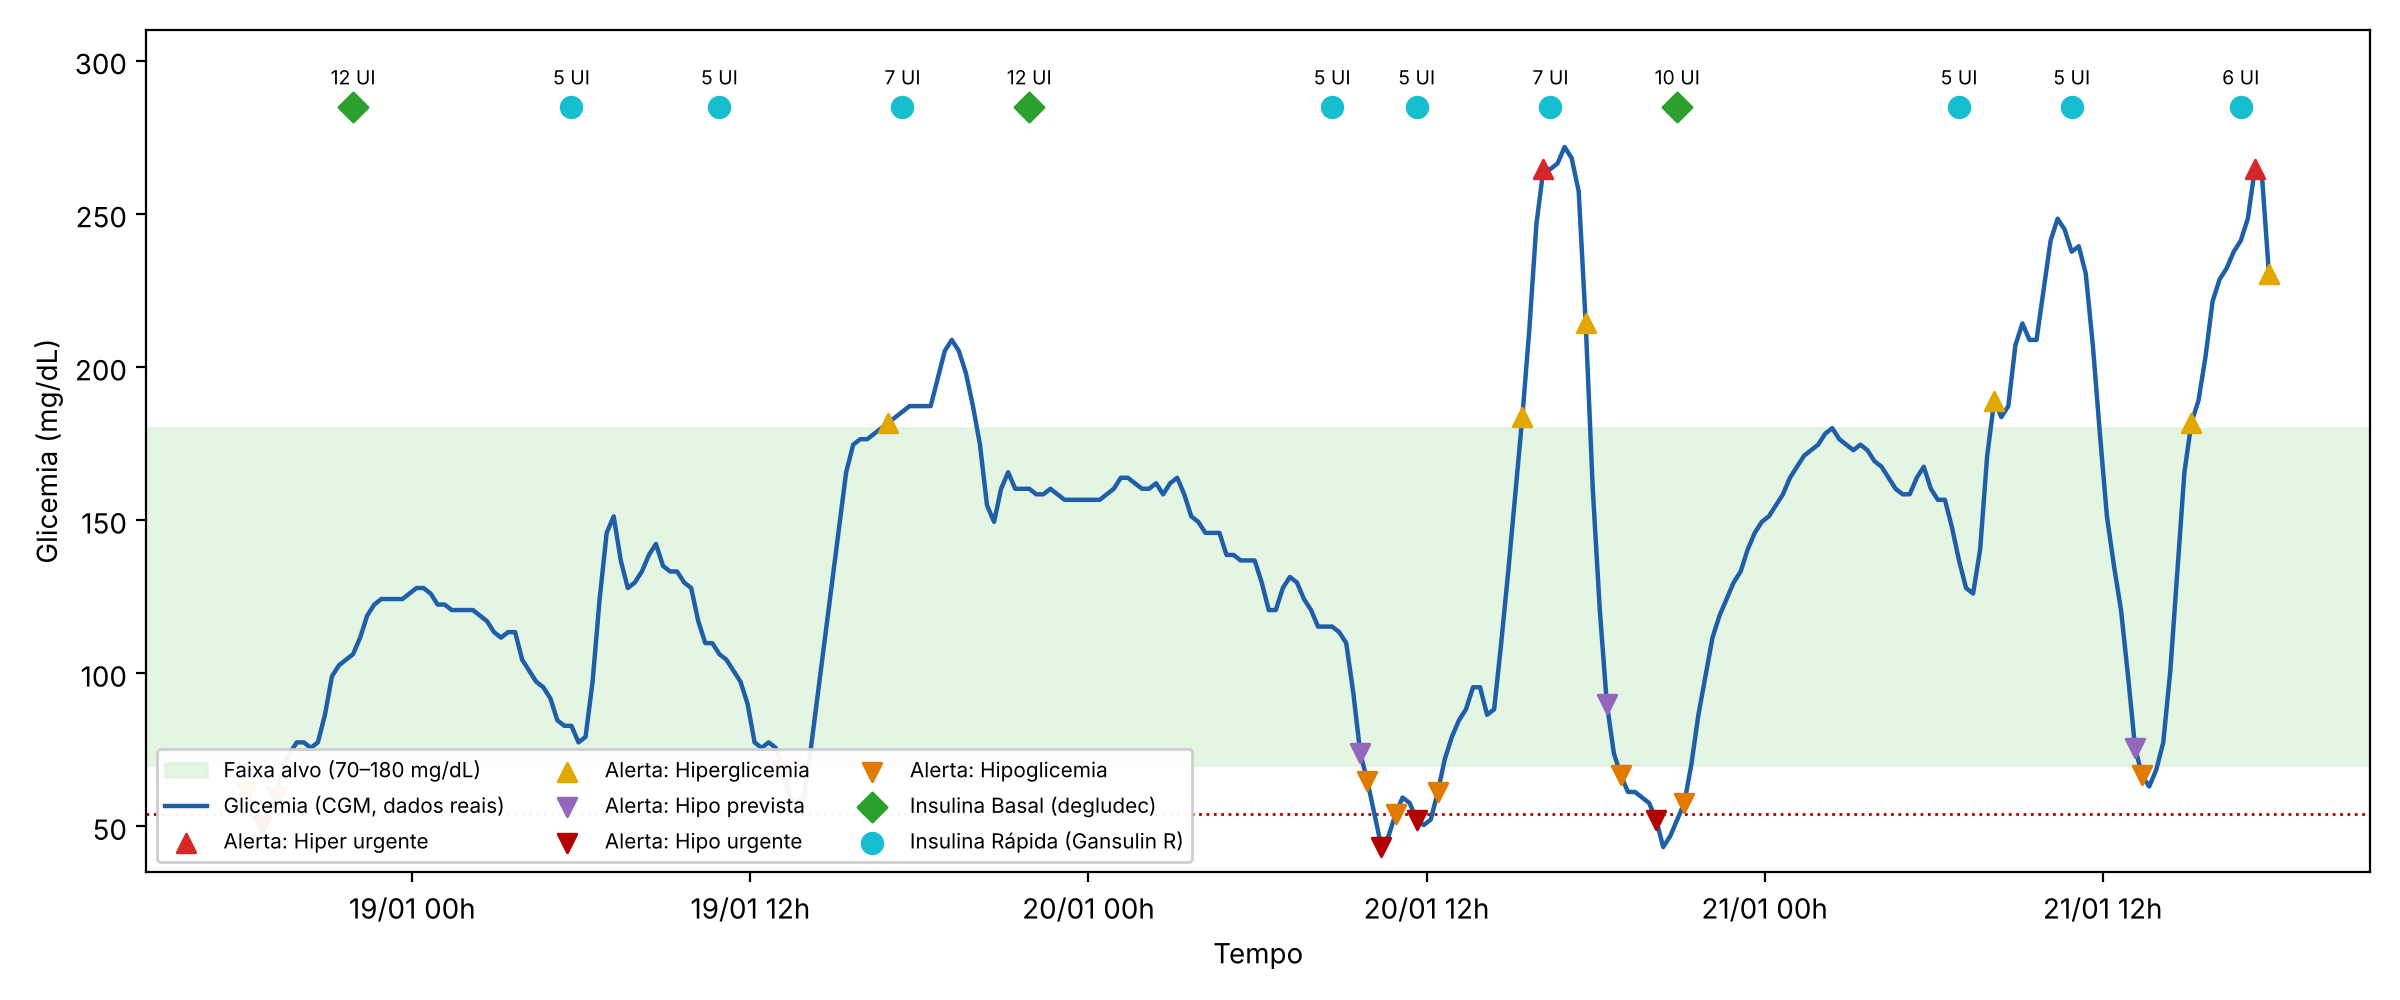 300
250
200
150
100
50
Glicemia (mg/dL)
12 UI 5 UI 5 UI 7 UI 12 UI 5 UI 5 UI 7 UI 10 UI 5 UI 5 UI 6 UI
Faixa alvo (70–180 mg/dL)
Glicemia (CGM, dados reais)
Alerta: Hiper urgente
Alerta: Hiperglicemia
Alerta: Hipo prevista
Alerta: Hipo urgente
Alerta: Hipoglicemia
Insulina Basal (degludec)
Insulina Rápida (Gansulin R)
19/01 00h 19/01 12h 20/01 00h 20/01 12h 21/01 00h 21/01 12h
Tempo